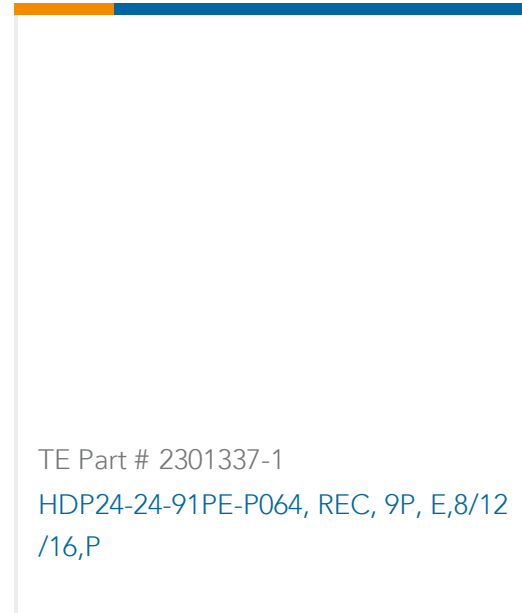 TE Part # 2301337-1
HDP24-24-91PE-P064, REC, 9P, E,8/12
/16,P